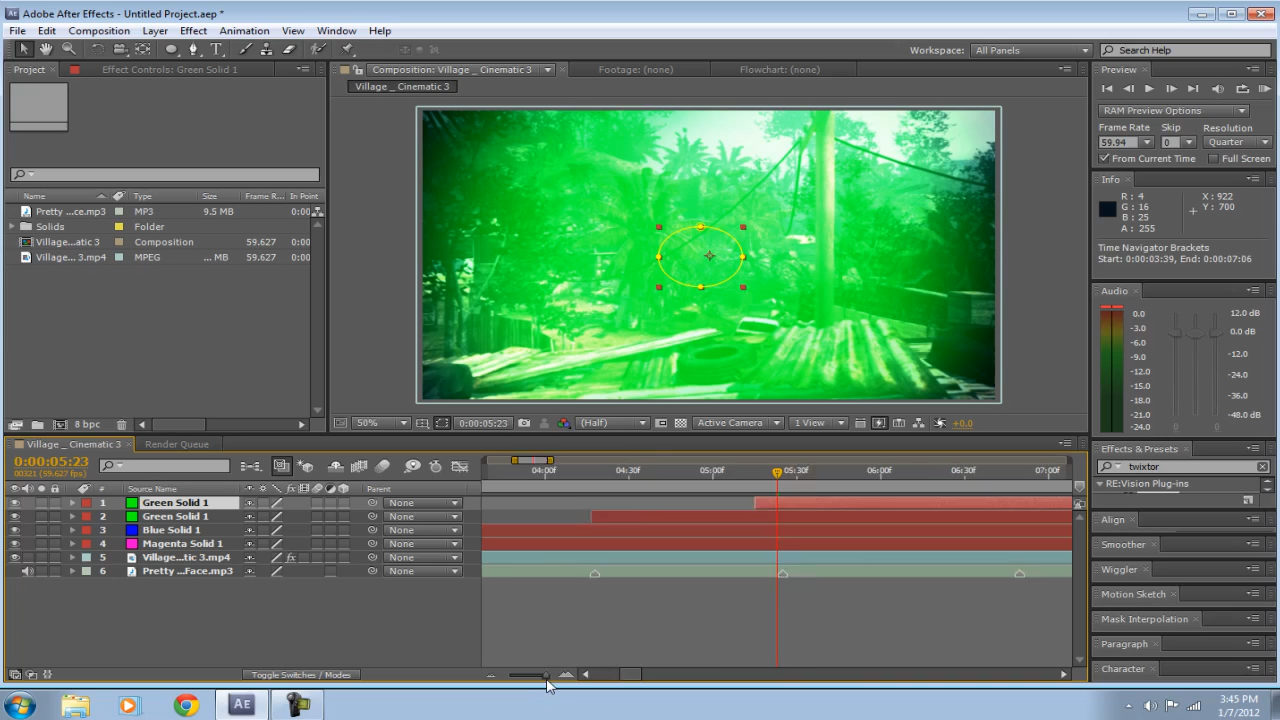 Adobe After Effects - Untitled Project.aep *
File Edit Composition Layer Effect Animation View Window Help
Workspace: All Panels Search Help
Project Effect Controls: Green Solid 1 Composition: Village _ Cinematic 3 Footage: (none) Flowchart: (none) Preview
Village _ Cinematic 3
RAM Preview Options
Frame Rate Skip Resolution
59.94 0 Quarter
From Current Time Full Screen
Info
R: 4 X: 922
G: 16 Y: 700
B: 25
A: 255
Name Type Size Frame R... In Point
Pretty ...ce.mp3 MP3 9.5 MB 0:00
Solids Folder
Village...atic 3 Composition 59.627 0:00
Village... 3.mp4 MPEG ... MB 59.627 0:00
Time Navigator Brackets
Start: 0:00:03:39, End: 0:00:07:06
Audio
0.0 12.0 dB
-3.0 6.0 dB
-6.0 0.0 dB
-9.0 -12.0
-12.0 -24.0
-15.0 -36.0
-18.0 -48.0 dB
-21.0
-24.0
8 bpc
50% 0:00:05:23 (Half) Active Camera 1 View +0.0
Village _ Cinematic 3 Render Queue
0:00:05:23
00321 (59.627 fps)
04:00f 04:30f 05:00f 05:30f 06:00f 06:30f 07:00f
# Source Name Parent
1 Green Solid 1 None
2 Green Solid 1 None
3 Blue Solid 1 None
4 Magenta Solid 1 None
5 Village...tic 3.mp4 fx None
6 Pretty ...Face.mp3 None
Toggle Switches / Modes
Effects & Presets
twixtor
RE:Vision Plug-ins
Align
Smoother
Wiggler
Motion Sketch
Mask Interpolation
Paragraph
Character
Ae
3:45 PM
1/7/2012